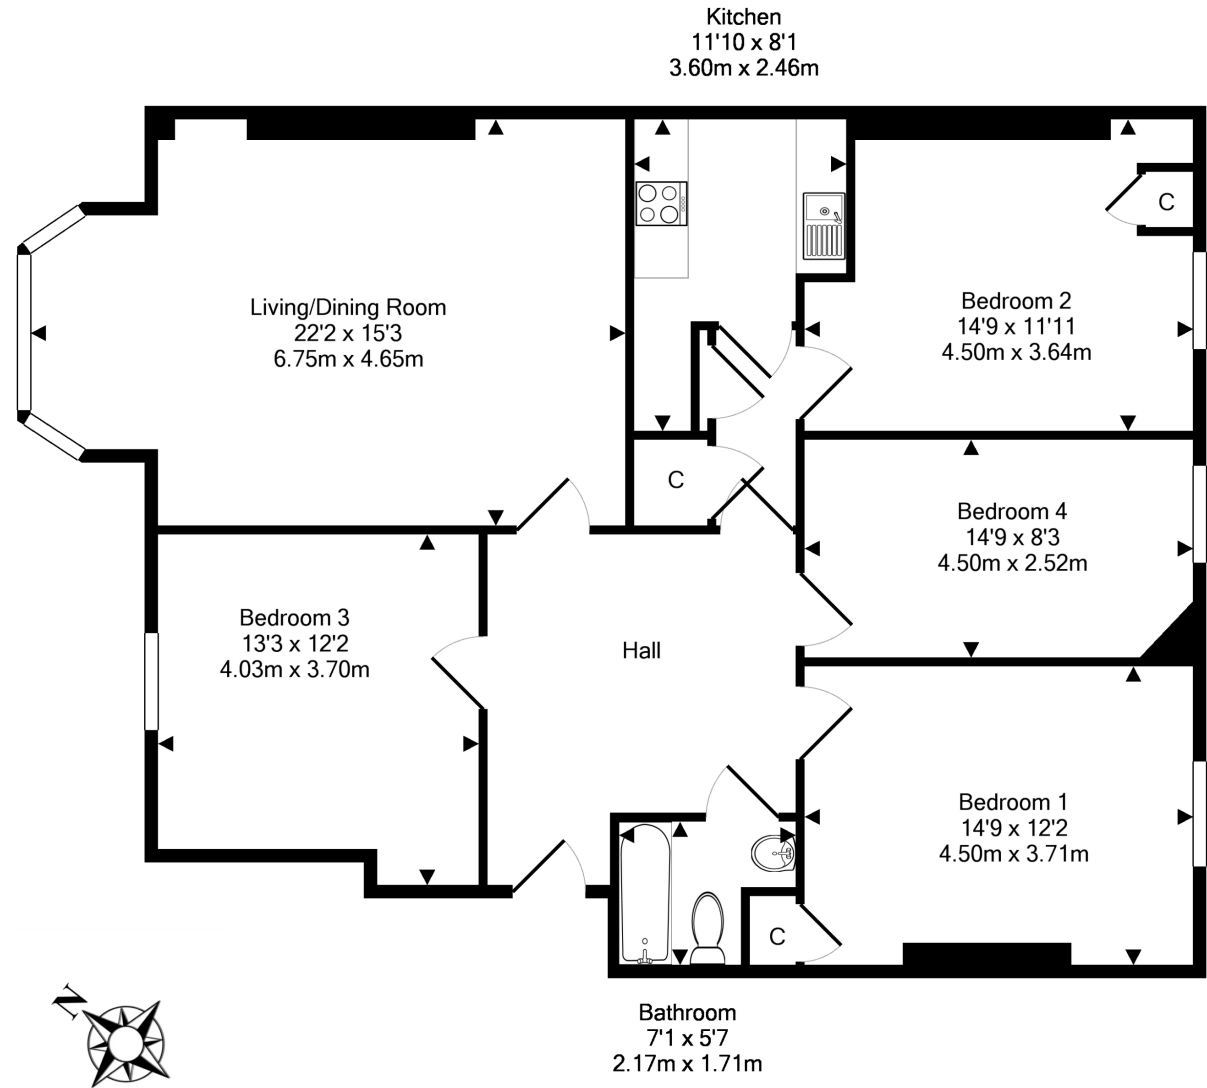 Kitchen
11'10 x 8'1
3.60m x 2.46m
C
Living/Dining Room
22'2 x 15'3
6.75m x 4.65m
Bedroom 2
14'9 x 11'11
4.50m x 3.64m
C
Bedroom 4
14'9 x 8'3
4.50m x 2.52m
Bedroom 3
13'3 x 12'2
4.03m x 3.70m
Hall
Bedroom 1
14'9 x 12'2
4.50m x 3.71m
C
N
Bathroom
7'1 x 5'7
2.17m x 1.71m